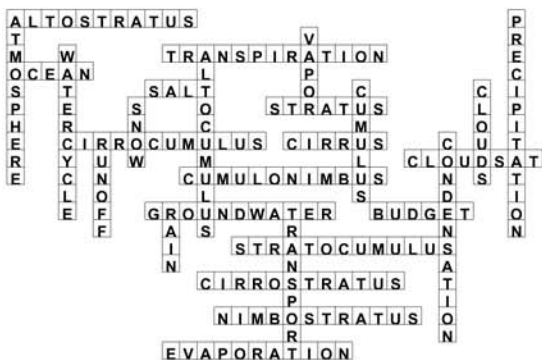 ALTOSTRATUS
TRANSPIRATION
OCEAN
SALT
STRATUS
CIRROCUMULUS
CIRRUS
CLOUDSAT
CUMULONIMBUS
GROUNDWATER
BUDGET
STRATOCUMULUS
CIRROSTRATUS
NIMBOSTRATUS
EVAPORATION
ATMOSPHERE
PRECIPITATION
VAPOR
WATERCYCLE
ALTOCUMULUS
CUMULUS
CLOUDS
SNOW
CONDENSATION
RUNOFF
RAIN
TRANSPORT